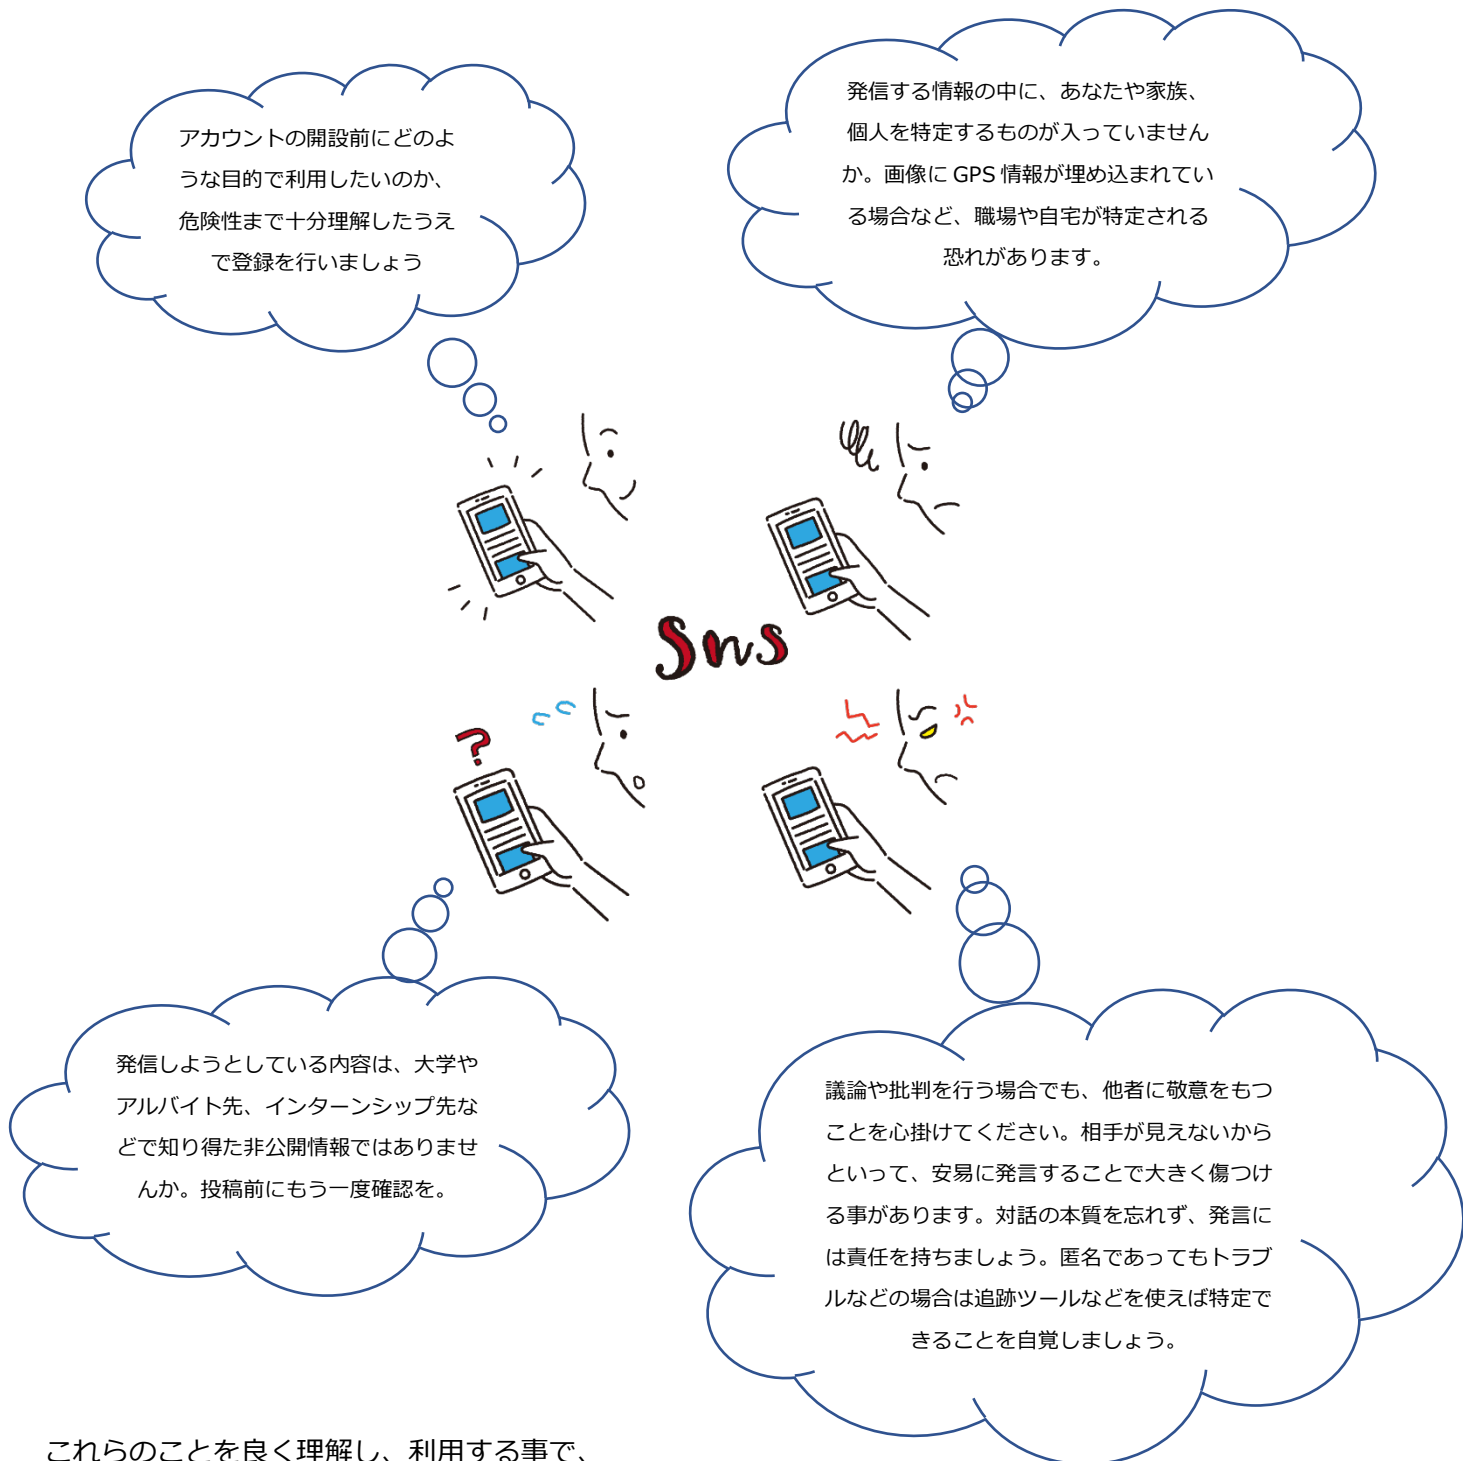 アカウントの開設前にどのよ
うな目的で利用したいのか、
危険性まで十分理解したうえ
で登録を行いましょう
発信する情報の中に、あなたや家族、
個人を特定するものが入っていません
か。画像に GPS 情報が埋め込まれてい
る場合など、職場や自宅が特定される
恐れがあります。
Sns
?
発信しようとしている内容は、大学や
アルバイト先、インターンシップ先な
どで知り得た非公開情報ではありませ
んか。投稿前にもう一度確認を。
議論や批判を行う場合でも、他者に敬意をもつ
ことを心掛けてください。相手が見えないから
といって、安易に発言することで大きく傷つけ
る事があります。対話の本質を忘れず、発言に
は責任を持ちましょう。匿名であってもトラブ
ルなどの場合は追跡ツールなどを使えば特定で
きることを自覚しましょう。
これらのことを良く理解し、利用する事で、